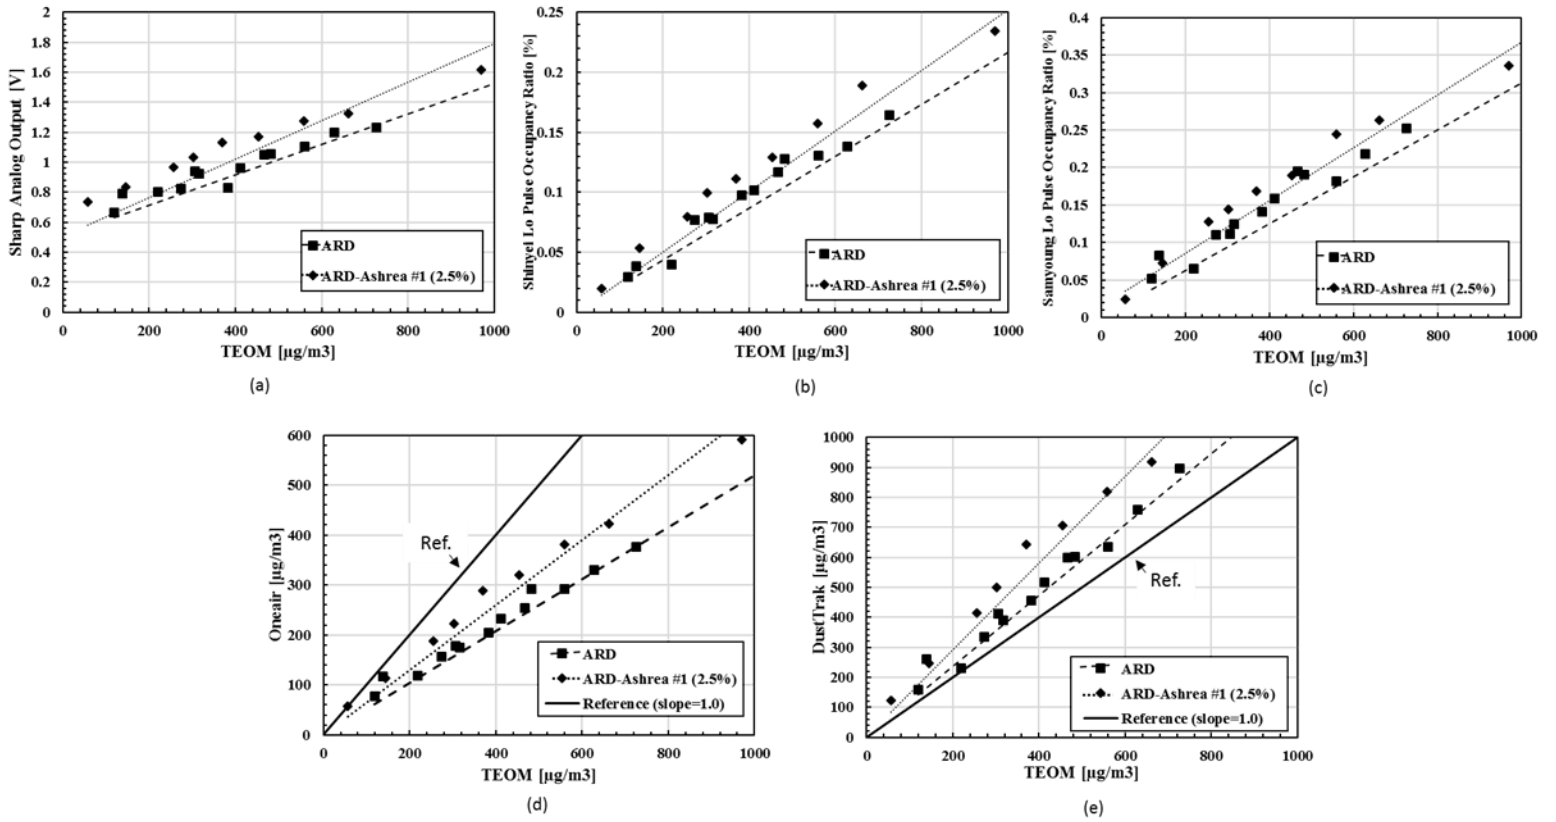 Sharp Analog Output [V]
2
1.8
1.6
1.4
1.2
1
0.8
0.6
0.4
0.2
0
0 200 400 600 800 1000
TEOM [µg/m3]
ARD
ARD-Ashrea #1 (2.5%)
(a)
Shinyei Lo Pulse Occupancy Ratio [%]
0.25
0.2
0.15
0.1
0.05
0
0 200 400 600 800 1000
TEOM [µg/m3]
ARD
ARD-Ashrea #1 (2.5%)
(b)
Samyoung Lo Pulse Occupancy Ratio [%]
0.4
0.35
0.3
0.25
0.2
0.15
0.1
0.05
0
0 200 400 600 800 1000
TEOM [µg/m3]
ARD
ARD-Ashrea #1 (2.5%)
(c)
Oneair [µg/m3]
600
500
400
300
200
100
0
0 200 400 600 800 1000
TEOM [µg/m3]
Ref.
ARD
ARD-Ashrea #1 (2.5%)
Reference (slope=1.0)
(d)
DustTrak [µg/m3]
1000
900
800
700
600
500
400
300
200
100
0
0 200 400 600 800 1000
TEOM [µg/m3]
Ref.
ARD
ARD-Ashrea #1 (2.5%)
Reference (slope=1.0)
(e)